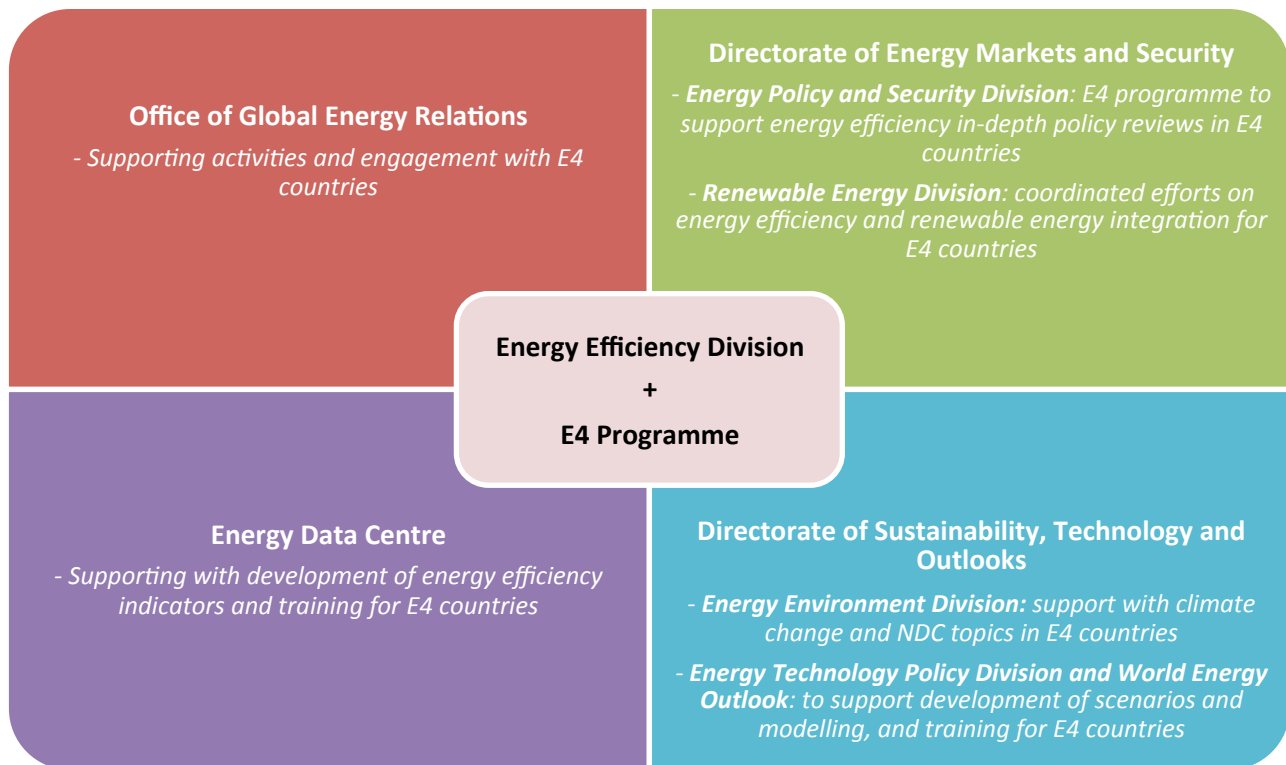 Office of Global Energy Relations
- Supporting activities and engagement with E4
countries
Directorate of Energy Markets and Security
- Energy Policy and Security Division: E4 programme to
support energy efficiency in-depth policy reviews in E4
countries
- Renewable Energy Division: coordinated efforts on
energy efficiency and renewable energy integration for
E4 countries
Energy Efficiency Division
+
E4 Programme
Energy Data Centre
- Supporting with development of energy efficiency
indicators and training for E4 countries
Directorate of Sustainability, Technology and
Outlooks
- Energy Environment Division: support with climate
change and NDC topics in E4 countries
- Energy Technology Policy Division and World Energy
Outlook: to support development of scenarios and
modelling, and training for E4 countries